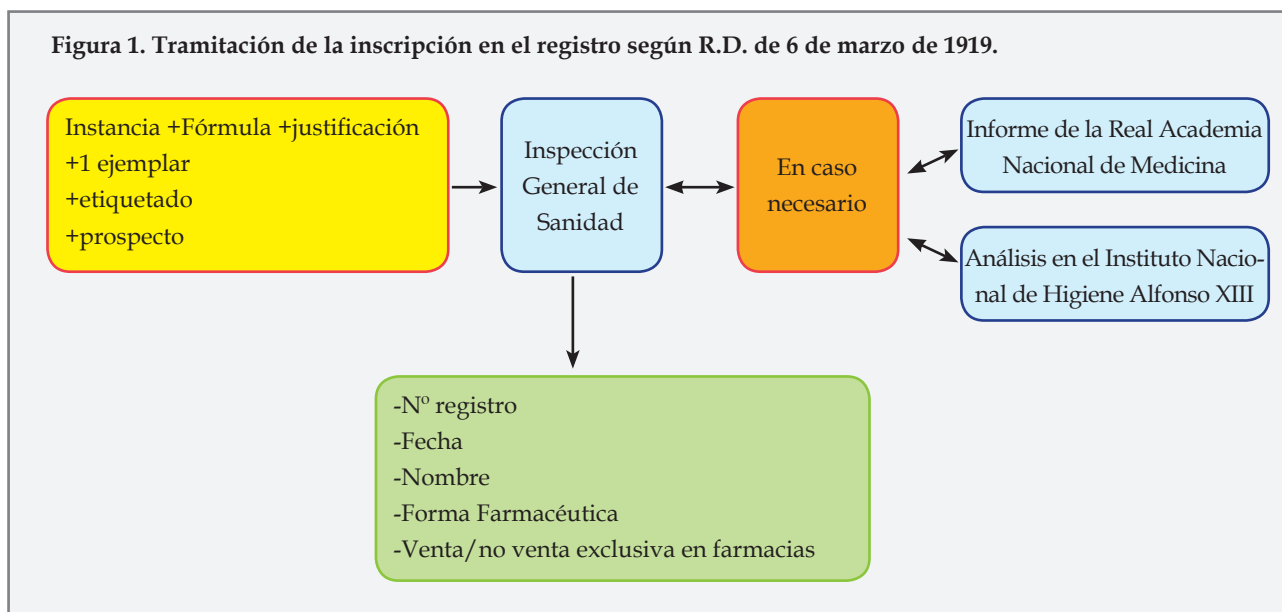 Figura 1. Tramitación de la inscripción en el registro según R.D. de 6 de marzo de 1919.
Instancia +Fórmula +justificación
+1 ejemplar
+etiquetado
+prospecto
Inspección
General de
Sanidad
En caso
necesario
Informe de la Real Academia
Nacional de Medicina
Análisis en el Instituto Nacio-
nal de Higiene Alfonso XIII
-Nº registro
-Fecha
-Nombre
-Forma Farmacéutica
-Venta/no venta exclusiva en farmacias